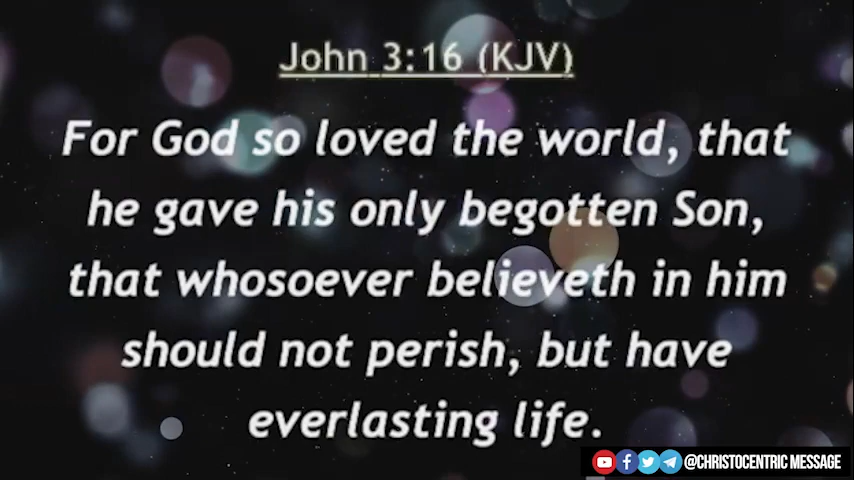 John 3:16 (KJV)
For God so loved the world, that
he gave his only begotten Son,
that whosoever believeth in him
should not perish, but have
everlasting life.
@CHRISTOCENTRIC MESSAGE